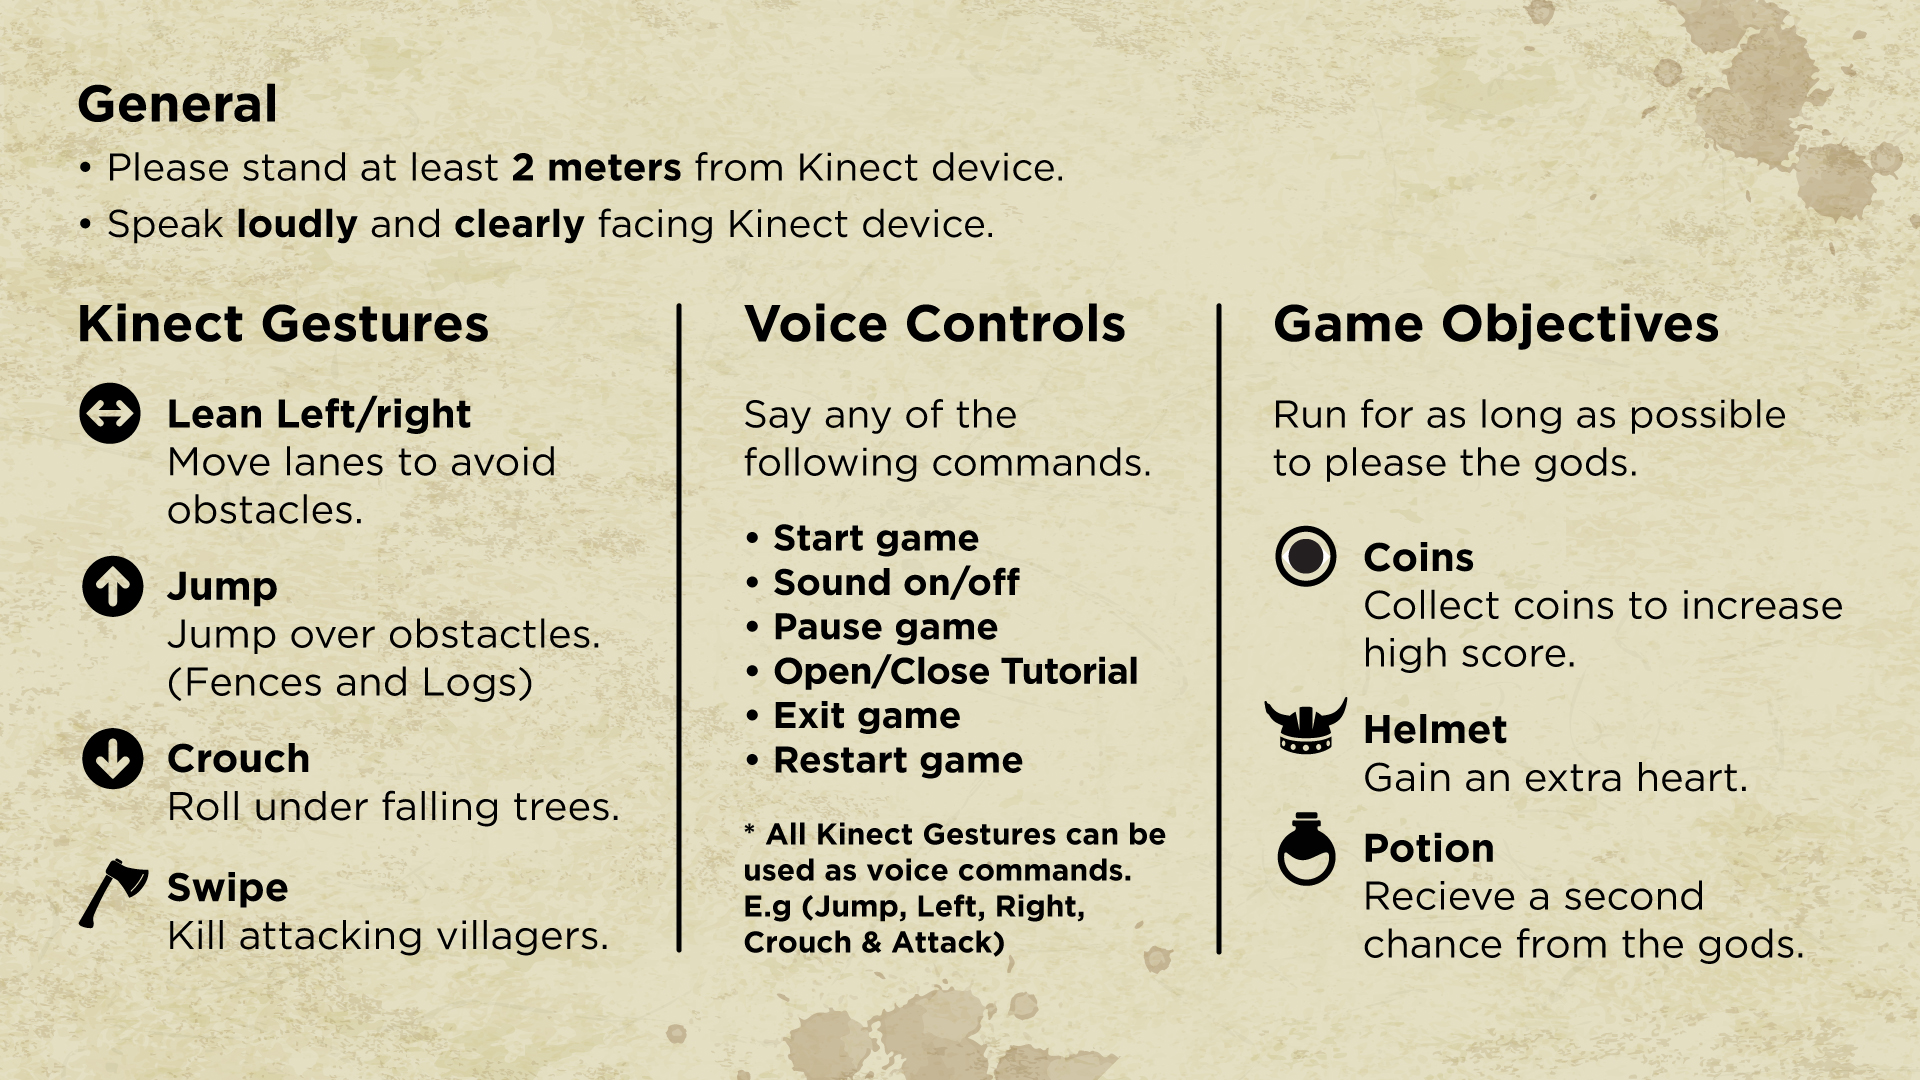 General
• Please stand at least 2 meters from Kinect device.
• Speak loudly and clearly facing Kinect device.
Kinect Gestures
Lean Left/right
Move lanes to avoid
obstacles.
Jump
Jump over obstactles.
(Fences and Logs)
Crouch
Roll under falling trees.
Swipe
Kill attacking villagers.
Voice Controls
Say any of the
following commands.
• Start game
• Sound on/off
• Pause game
• Open/Close Tutorial
• Exit game
• Restart game
* All Kinect Gestures can be
used as voice commands.
E.g (Jump, Left, Right,
Crouch & Attack)
Game Objectives
Run for as long as possible
to please the gods.
Coins
Collect coins to increase
high score.
Helmet
Gain an extra heart.
Potion
Recieve a second
chance from the gods.